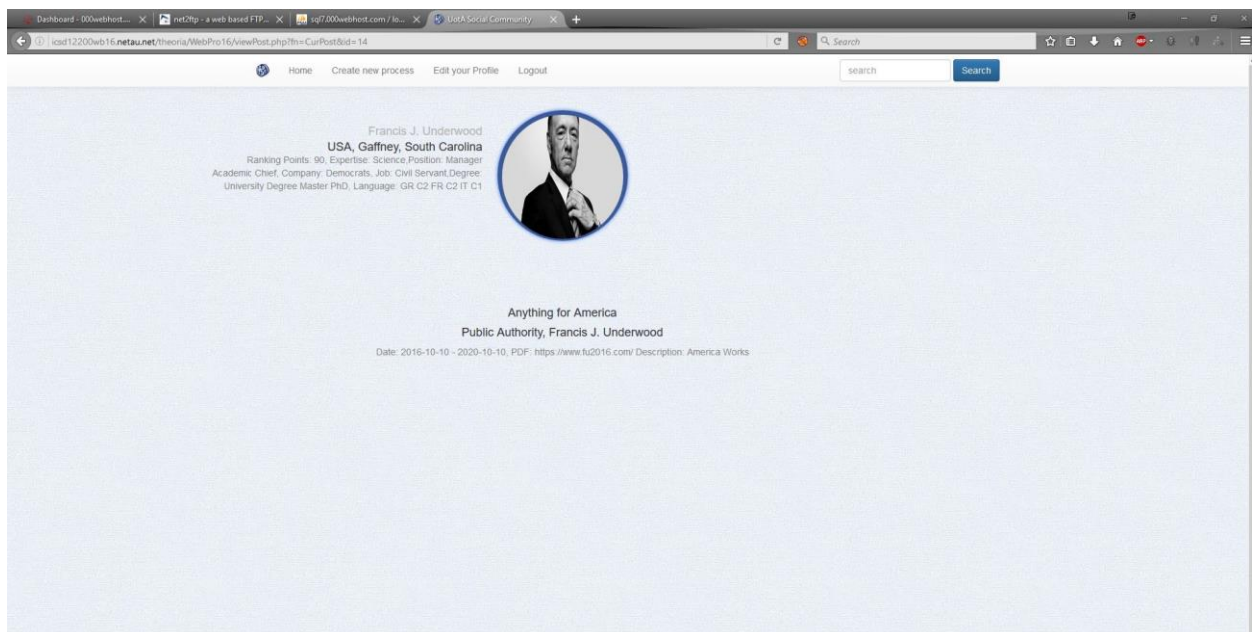 Dashboard - 000webhost....
net2ftp - a web based FTP...
sql7.000webhost.com / lo...
UotA Social Community
icsd12200wb16.netau.net/theoria/WebPro16/viewPost.php?fn=CurPost&id=14
Search
Home Create new process Edit your Profile Logout
search
Search
Francis J. Underwood
USA, Gaffney, South Carolina
Ranking Points: 90, Expertise: Science,Position: Manager
Academic Chief, Company: Democrats, Job: Civil Servant,Degree:
University Degree Master PhD, Language: GR C2 FR C2 IT C1
Anything for America
Public Authority, Francis J. Underwood
Date: 2016-10-10 - 2020-10-10, PDF: https://www.fu2016.com/ Description: America Works